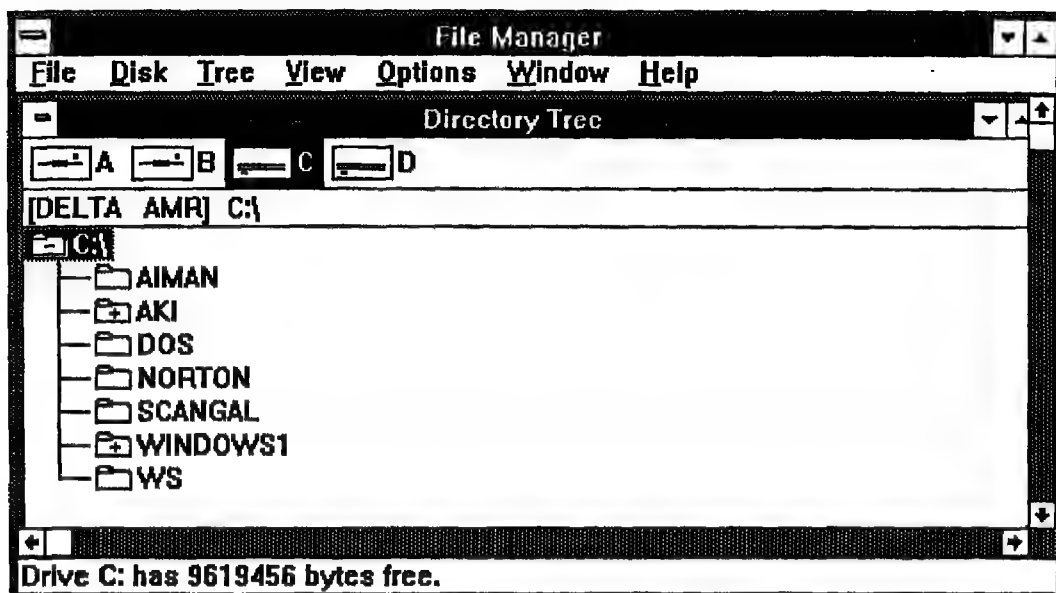 File Manager
File Disk Tree View Options Window Help
Directory Tree
A B C D
[DELTA AMR] C:\
C:\
AIMAN
AKI
DOS
NORTON
SCANGAL
WINDOWS1
WS
Drive C: has 9619456 bytes free.